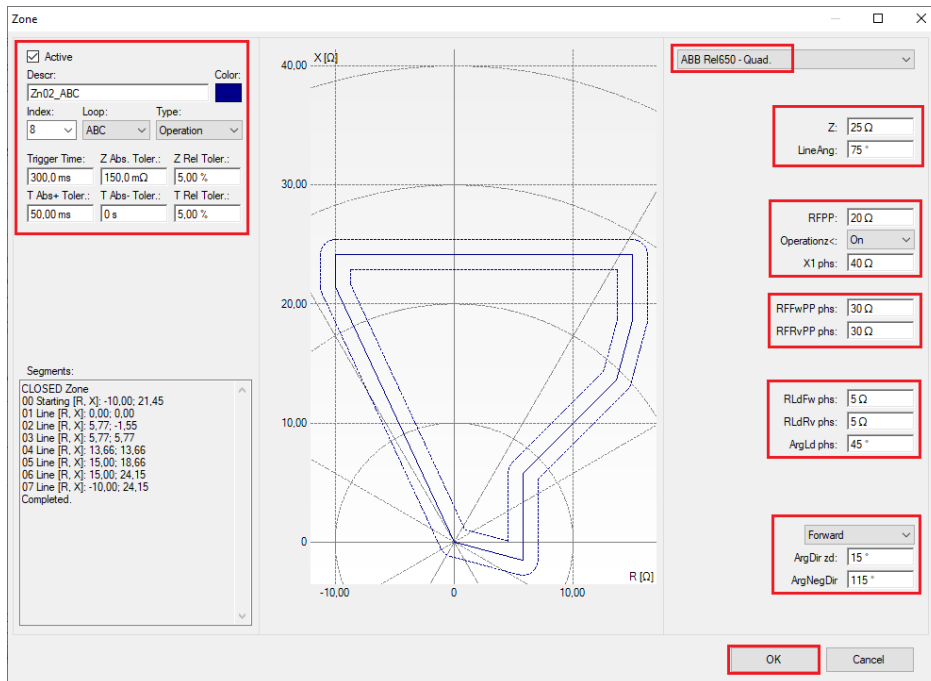 Zone
Active
Descr: Color:
Zn02_ABC
Index: Loop: Type:
8 ABC Operation
Trigger Time: Z Abs. Toler.: Z Rel Toler.:
300,0 ms 150,0 mΩ 5,00 %
T Abs+ Toler.: T Abs- Toler.: T Rel Toler.:
50,00 ms 0 s 5,00 %
Segments:
CLOSED Zone
00 Starting [R, X]: -10,00; 21,45
01 Line [R, X]: 0,00; 0,00
02 Line [R, X]: 5,77; -1,55
03 Line [R, X]: 5,77; 5,77
04 Line [R, X]: 13,66; 13,66
05 Line [R, X]: 15,00; 18,66
06 Line [R, X]: 15,00; 24,15
07 Line [R, X]: -10,00; 24,15
Completed.
X [Ω]
40,00
30,00
20,00
10,00
0
R [Ω]
-10,00 0 10,00
ABB Rel650 - Quad.
Z: 25 Ω
LineAng: 75 °
RFPP: 20 Ω
Operationz<: On
X1 phs: 40 Ω
RFFwPP phs: 30 Ω
RFRvPP phs: 30 Ω
RLdFw phs: 5 Ω
RLdRv phs: 5 Ω
ArgLd phs: 45 °
Forward
ArgDir zd: 15 °
ArgNegDir 115 °
OK Cancel